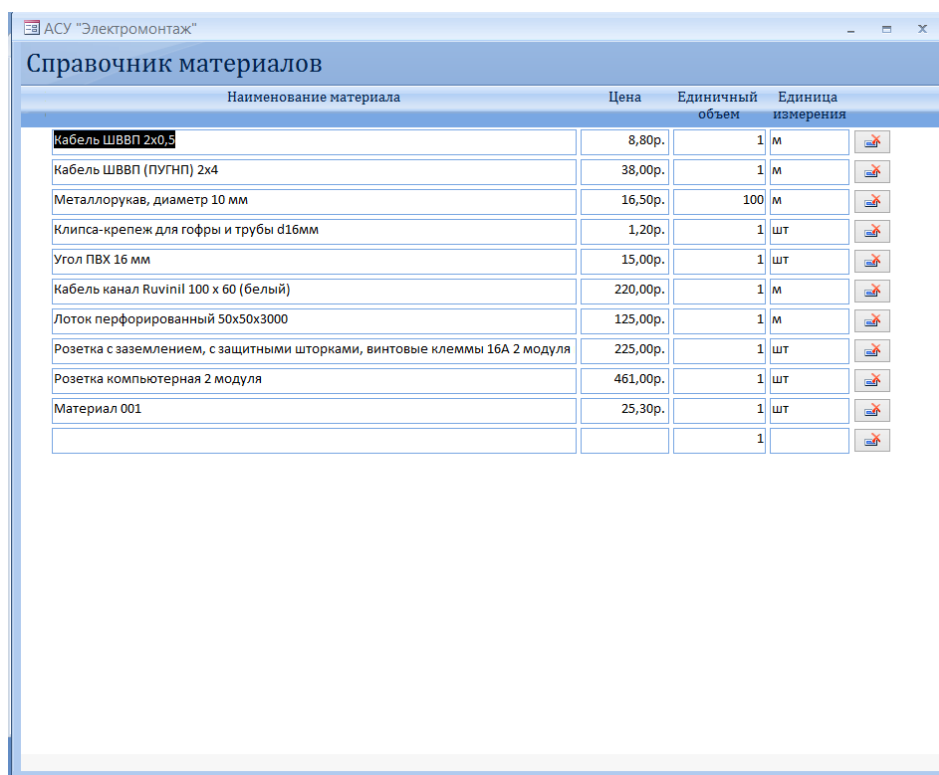 АСУ "Электромонтаж"
Справочник материалов
Наименование материала Цена Единичный объем Единица измерения
Кабель ШВВП 2х0,5 8,80р. 1 м
Кабель ШВВП (ПУГНП) 2х4 38,00р. 1 м
Металлорукав, диаметр 10 мм 16,50р. 100 м
Клипса-крепеж для гофры и трубы d16мм 1,20р. 1 шт
Угол ПВХ 16 мм 15,00р. 1 шт
Кабель канал Ruvinil 100 х 60 (белый) 220,00р. 1 м
Лоток перфорированный 50х50х3000 125,00р. 1 м
Розетка с заземлением, с защитными шторками, винтовые клеммы 16А 2 модуля 225,00р. 1 шт
Розетка компьютерная 2 модуля 461,00р. 1 шт
Материал 001 25,30р. 1 шт
1